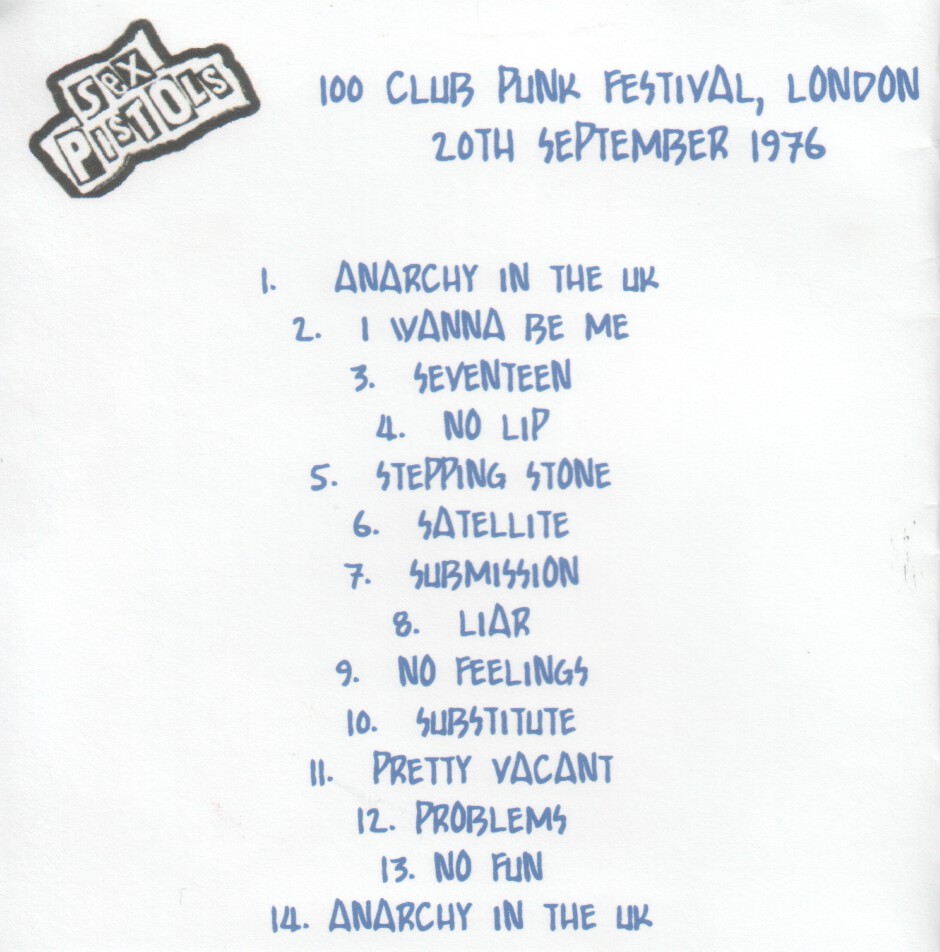 Sex
PISTOLS
100 CLUB PUNK FESTIVAL, LONDON
20TH SEPTEMBER 1976
1. ANARCHY IN THE UK
2. I WANNA BE ME
3. SEVENTEEN
4. NO LIP
5. STEPPING STONE
6. SATELLITE
7. SUBMISSION
8. LIAR
9. NO FEELINGS
10. SUBSTITUTE
11. PRETTY VACANT
12. PROBLEMS
13. NO FUN
14. ANARCHY IN THE UK